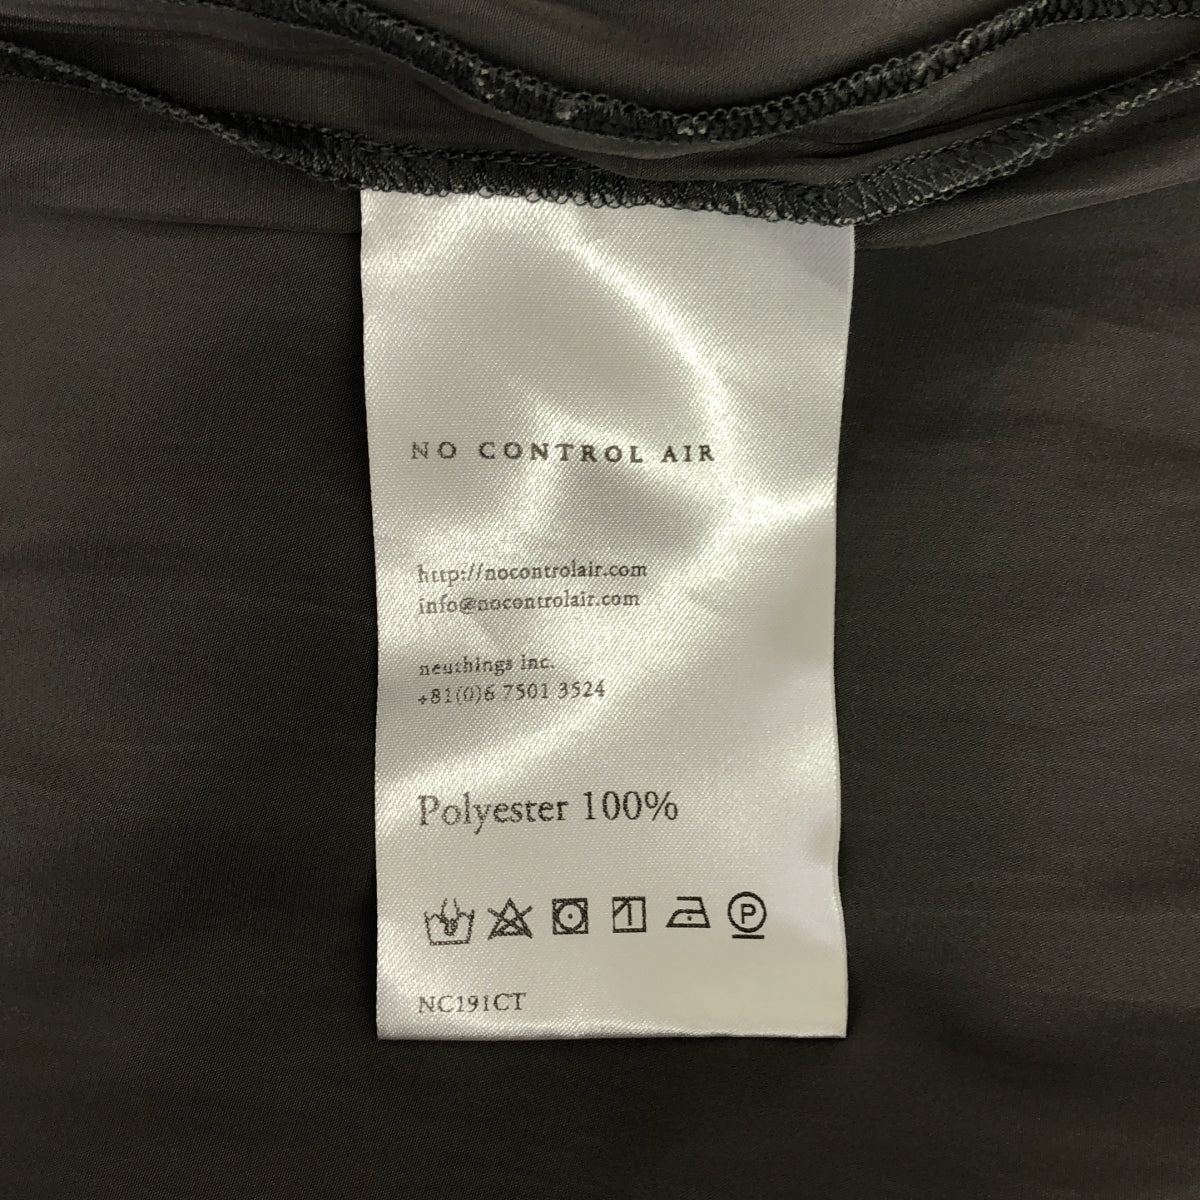 NO CONTROL AIR
http://nocontrolair.com
info@nocontrolair.com
neuthings inc.
+81(0)6 7501 3524
Polyester 100%
P
NC191CT